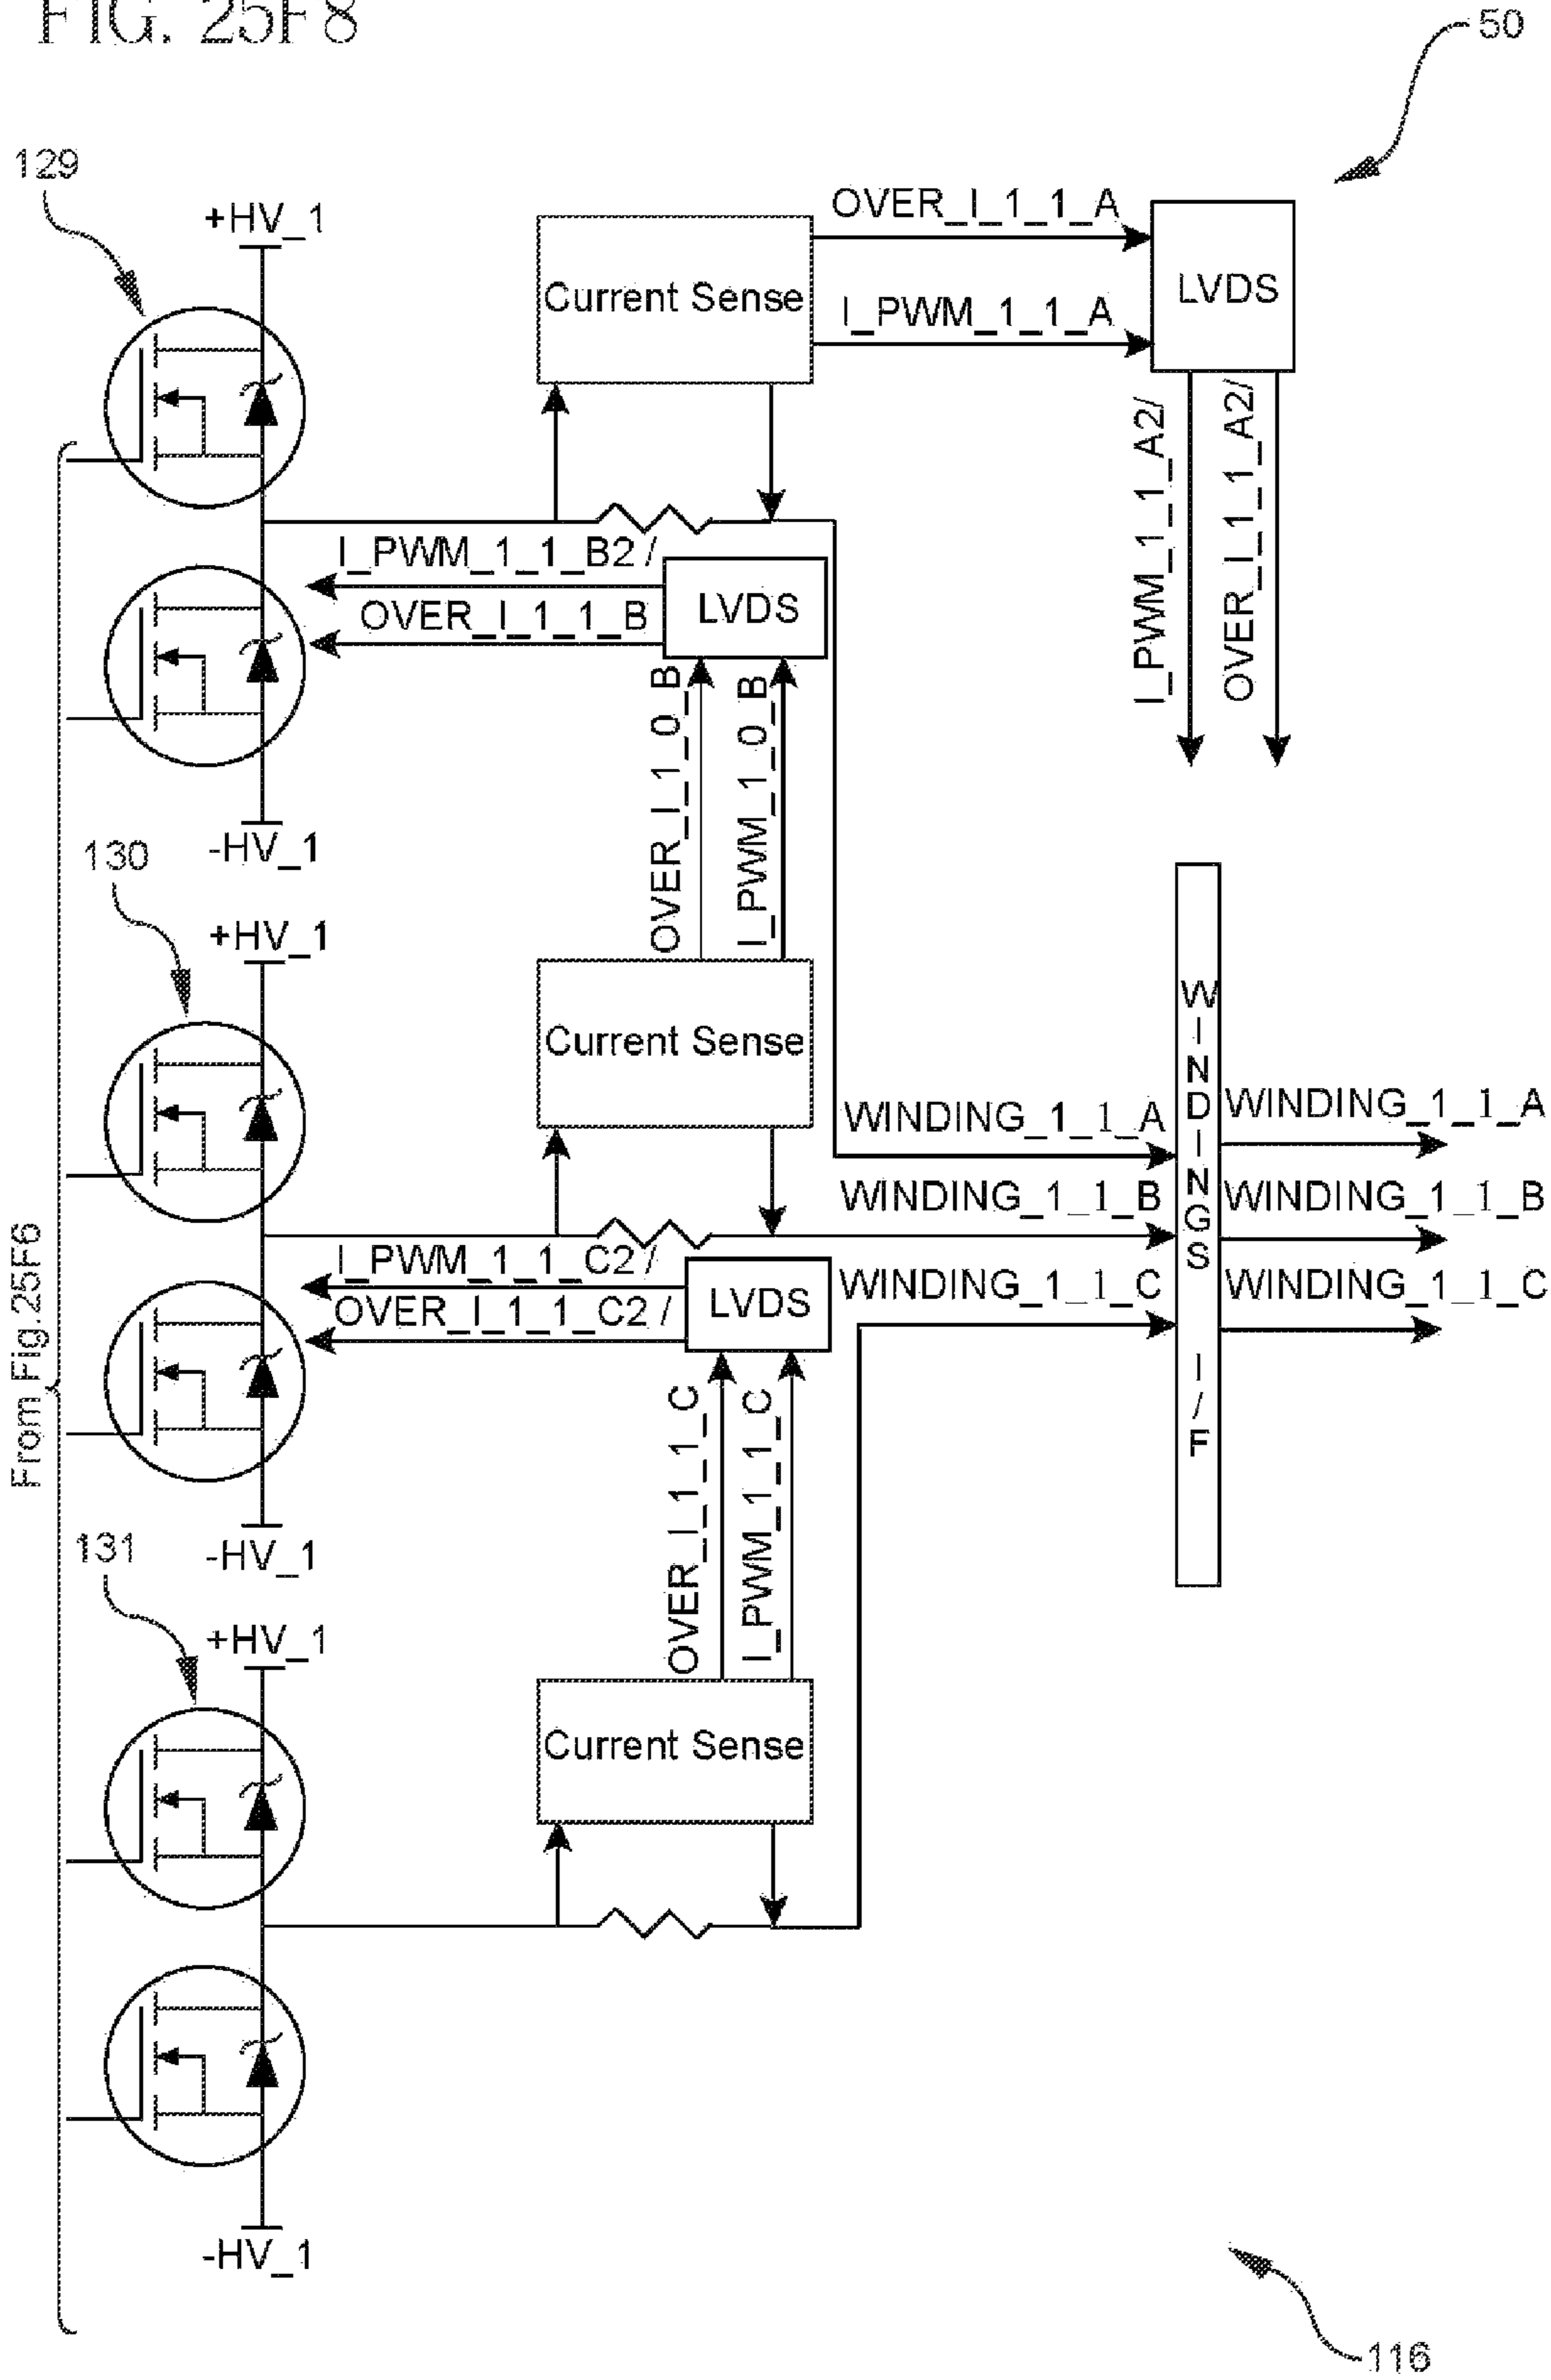 FIG. 25F8
50
129
+HV_1
OVER_I_1_1_A
Current Sense
LVDS
I_PWM_1_1_A
I_PWM_1_1_A2/
OVER_I_1_1_A2/
I_PWM_1_1_B2 /
LVDS
OVER_I_1_1_B
-HV_1
OVER_I_1_0_B
I_PWM_1_0_B
130
+HV_1
Current Sense
WINDINGS I/F
WINDING_1_1_A
WINDING_1_1_A
WINDING_1_1_B
WINDING_1_1_B
I_PWM_1_1_C2 /
LVDS
WINDING_1_1_C
WINDING_1_1_C
OVER_I_1_1_C2 /
From Fig.25F6
-HV_1
OVER_I_1_1_C
I_PWM_1_1_C
131
+HV_1
Current Sense
-HV_1
116